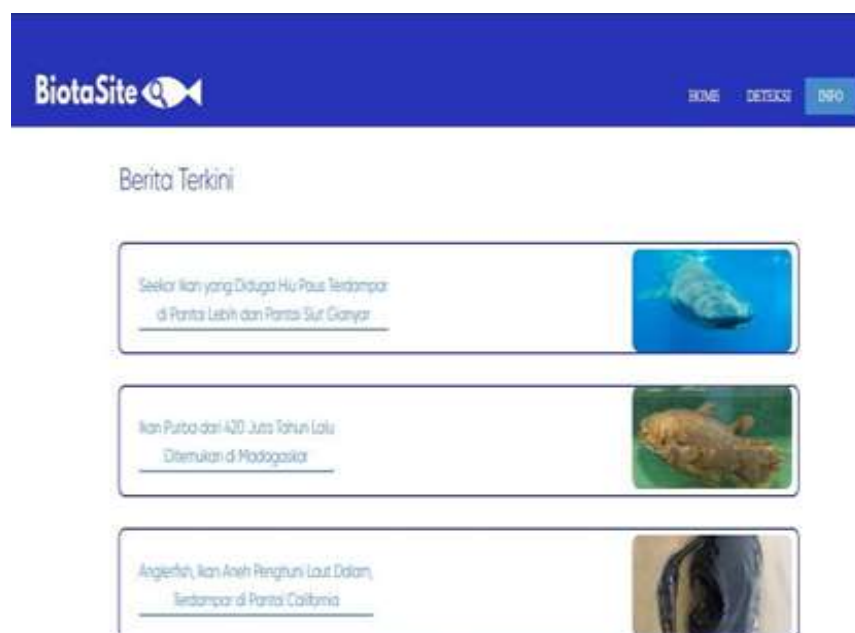 BiotaSite
HOME DETEKSI INFO
Berita Terkini
Seekor Ikan yang Diduga Hiu Paus Terdampar
di Pantai Lebih dan Pantai Siut Gianyar
Ikan Purba dari 420 Juta Tahun Lalu
Ditemukan di Madagaskar
Anglerfish, Ikan Aneh Penghuni Laut Dalam,
Terdampar di Pantai California